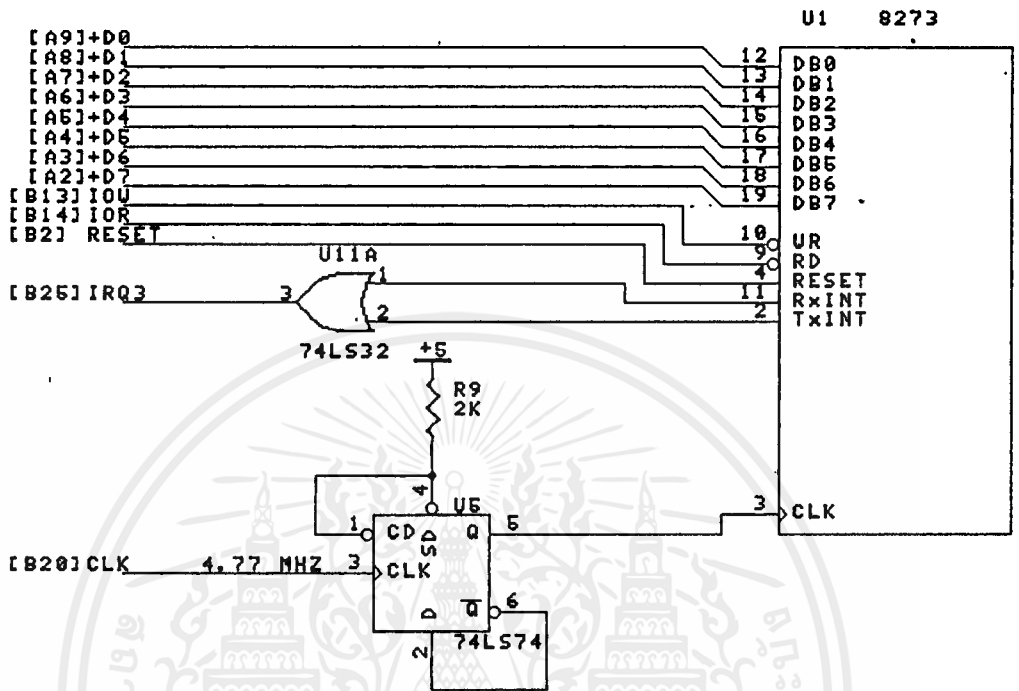 U1 8273
[A9]+D0
[A8]+D1
[A7]+D2
[A6]+D3
[A5]+D4
[A4]+D5
[A3]+D6
[A2]+D7
[B13] IOW
[B14] IOR
[B2] RESET
12 DB0
13 DB1
14 DB2
15 DB3
16 DB4
17 DB5
18 DB6
19 DB7
10 WR
9 RD
4 RESET
11 RxINT
2 TxINT
U11A
1
[B25] IRQ3 3
2
74LS32
+5
R9
2K
4 U5
1 CD SD Q 5
3 CLK
[B20] CLK 4.77 MHZ 3 CLK
D Q 6
2 74LS74